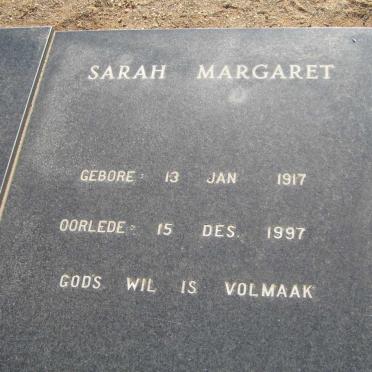 SARAH MARGARET
GEBORE: 13 JAN 1917
OORLEDE: 15 DES. 1997
GODS WIL IS VOLMAAK